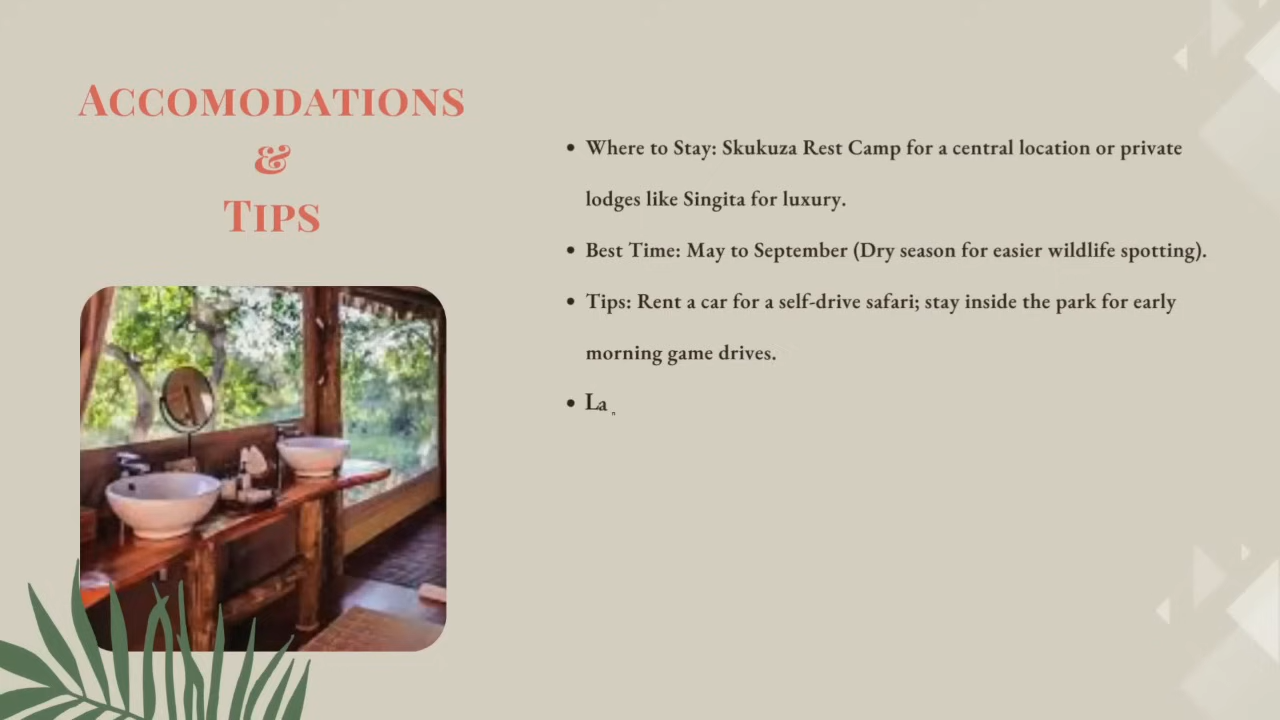 Accomodations
&
Tips
• Where to Stay: Skukuza Rest Camp for a central location or private
lodges like Singita for luxury.
• Best Time: May to September (Dry season for easier wildlife spotting).
• Tips: Rent a car for a self-drive safari; stay inside the park for early
morning game drives.
• La